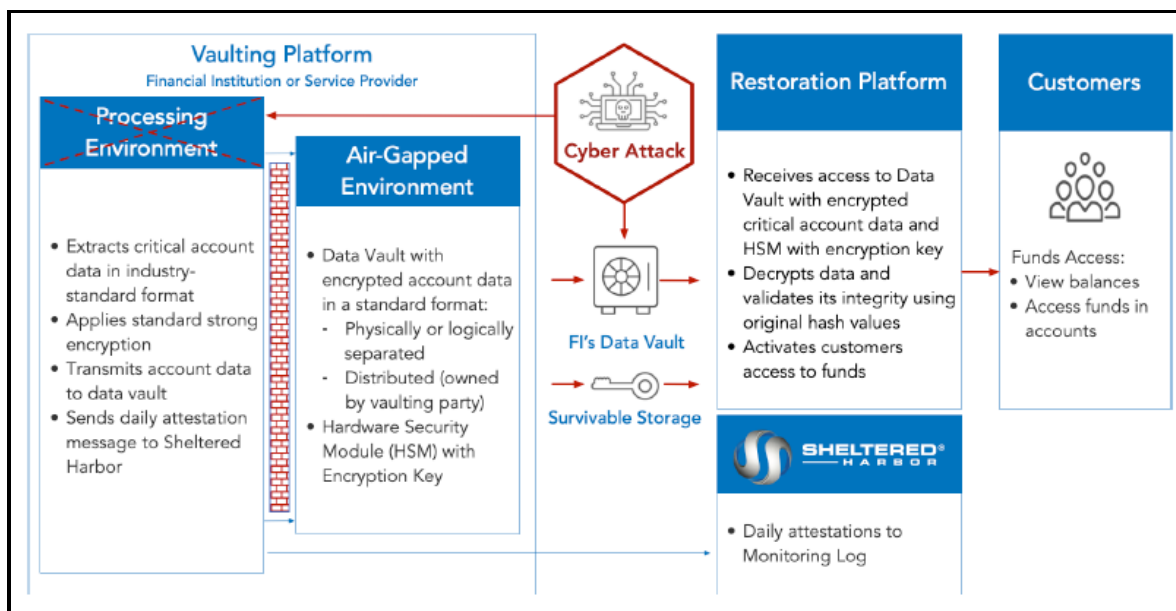 Vaulting Platform
Financial Institution or Service Provider
Processing
Environment
• Extracts critical account
data in industry-
standard format
• Applies standard strong
encryption
• Transmits account data
to data vault
• Sends daily attestation
message to Sheltered
Harbor
Air-Gapped
Environment
• Data Vault with
encrypted account data
in a standard format:
- Physically or logically
separated
- Distributed (owned
by vaulting party)
• Hardware Security
Module (HSM) with
Encryption Key
Cyber Attack
FI's Data Vault
Survivable Storage
Restoration Platform
• Receives access to Data
Vault with encrypted
critical account data and
HSM with encryption key
• Decrypts data and
validates its integrity using
original hash values
• Activates customers
access to funds
SHELTERED®
HARBOR
• Daily attestations to
Monitoring Log
Customers
Funds Access:
• View balances
• Access funds in
accounts